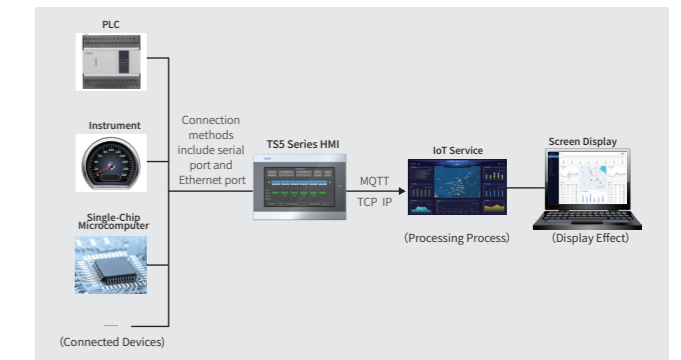 PLC
Instrument
Single-Chip
Microcomputer
......
(Connected Devices)
Connection
methods
include serial
port and
Ethernet port
TS5 Series HMI
MQTT
TCP IP
IoT Service
(Processing Process)
Screen Display
(Display Effect)